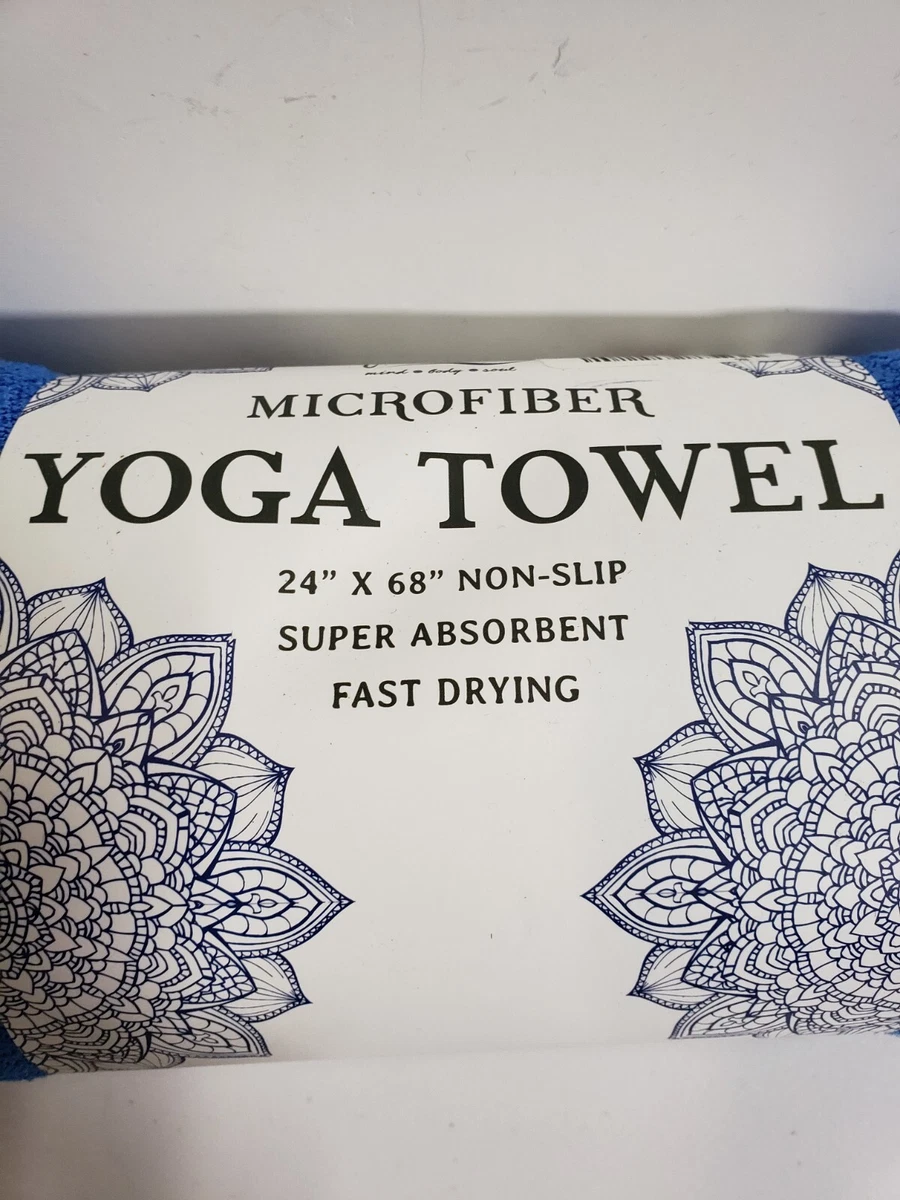 mind • body • soul
MICROFIBER
YOGA TOWEL
24” X 68” NON-SLIP
SUPER ABSORBENT
FAST DRYING